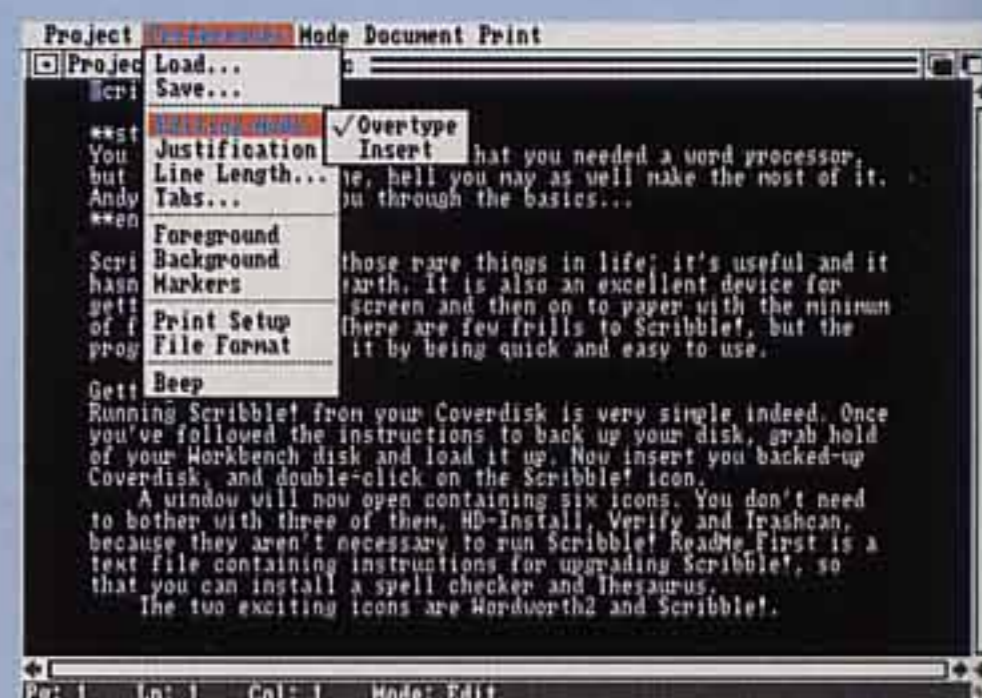 Project Preferences Mode Document Print
Projec
Load...
Save...
Editing Mode
Justification
Line Length...
Tabs...
Foreground
Background
Markers
Print Setup
File Format
Beep
✓Overtype
Insert
Scri
**st
You hat you needed a word processor,
but ne, hell you may as well make the most of it.
Andy ou through the basics...
**en
Scri those rare things in life; it's useful and it
hasn earth. It is also an excellent device for
gett screen and then on to paper with the minimum
of f There are few frills to Scribble!, but the
prog it by being quick and easy to use.
Gett
Running Scribble! from your Coverdisk is very simple indeed. Once
you've followed the instructions to back up your disk, grab hold
of your Workbench disk and load it up. Now insert you backed-up
Coverdisk, and double-click on the Scribble! icon.
A window will now open containing six icons. You don't need
to bother with three of them, HD-Install, Verify and Trashcan,
because they aren't necessary to run Scribble! ReadMe_First is a
text file containing instructions for upgrading Scribble!, so
that you can install a spell checker and Thesaurus.
The two exciting icons are Wordworth2 and Scribble!.
Pg: 1 Ln: 1 Col: 1 Mode: Edit